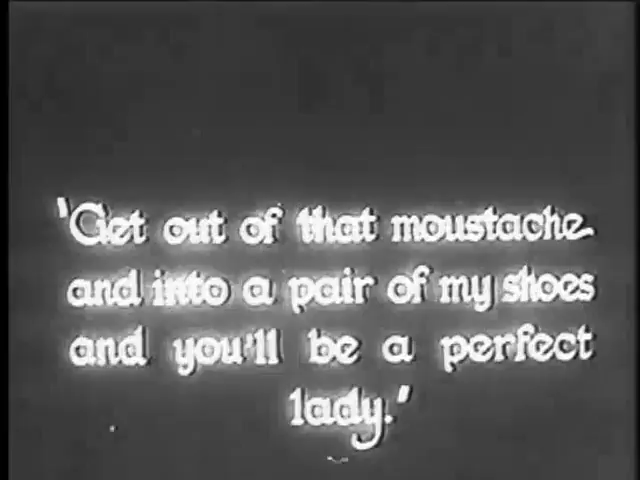 'Get out of that moustache
and into a pair of my shoes
and you'll be a perfect
lady.'